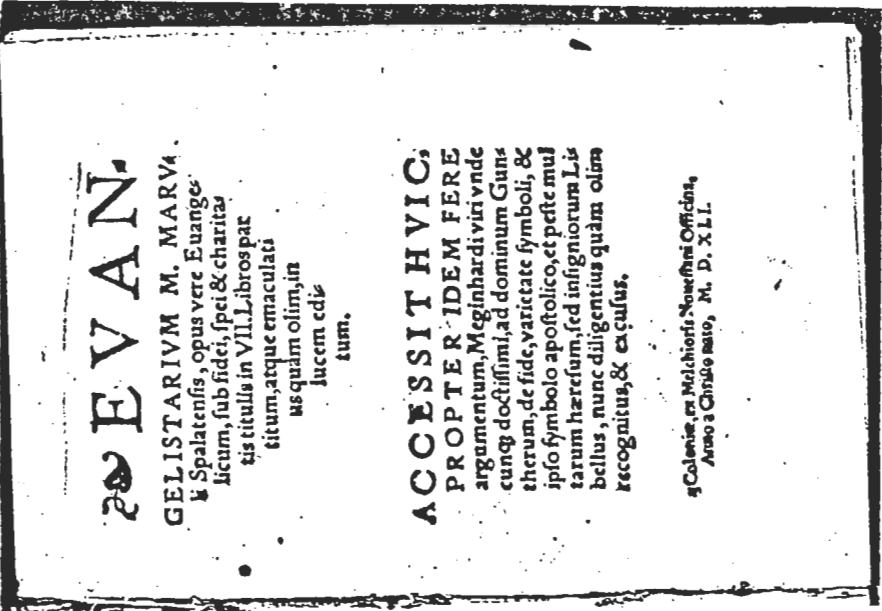 ❧EVAN,
GELISTARIVM M. MARVL.
li Spalatenſis, opus vere Euange⸗
licum, ſub fidei, ſpei & charita⸗
tis titulis in VII. Libros par
titum, atque emaculati
us quàm olim, in
lucem edi⸗
tum.
ACCESSIT HVIC,
PROPTER IDEM FERE
argumentum, Meginhardi viri vnde
cunqꝫ doctiſſimi, ad dominum Gun⸗
therum, de fide, varietate ſymboli, &
ipſo ſymbolo apoſtolico, et peſte mul
tarum hæreſum, ſed inſigniorum Li⸗
bellus, nunc diligentius quàm olim
recognitus, & excuſus.
¶Coloniæ, ex Melchioris Noueſiani Officina,
Anno a Chriſto nato, M. D. XLI.